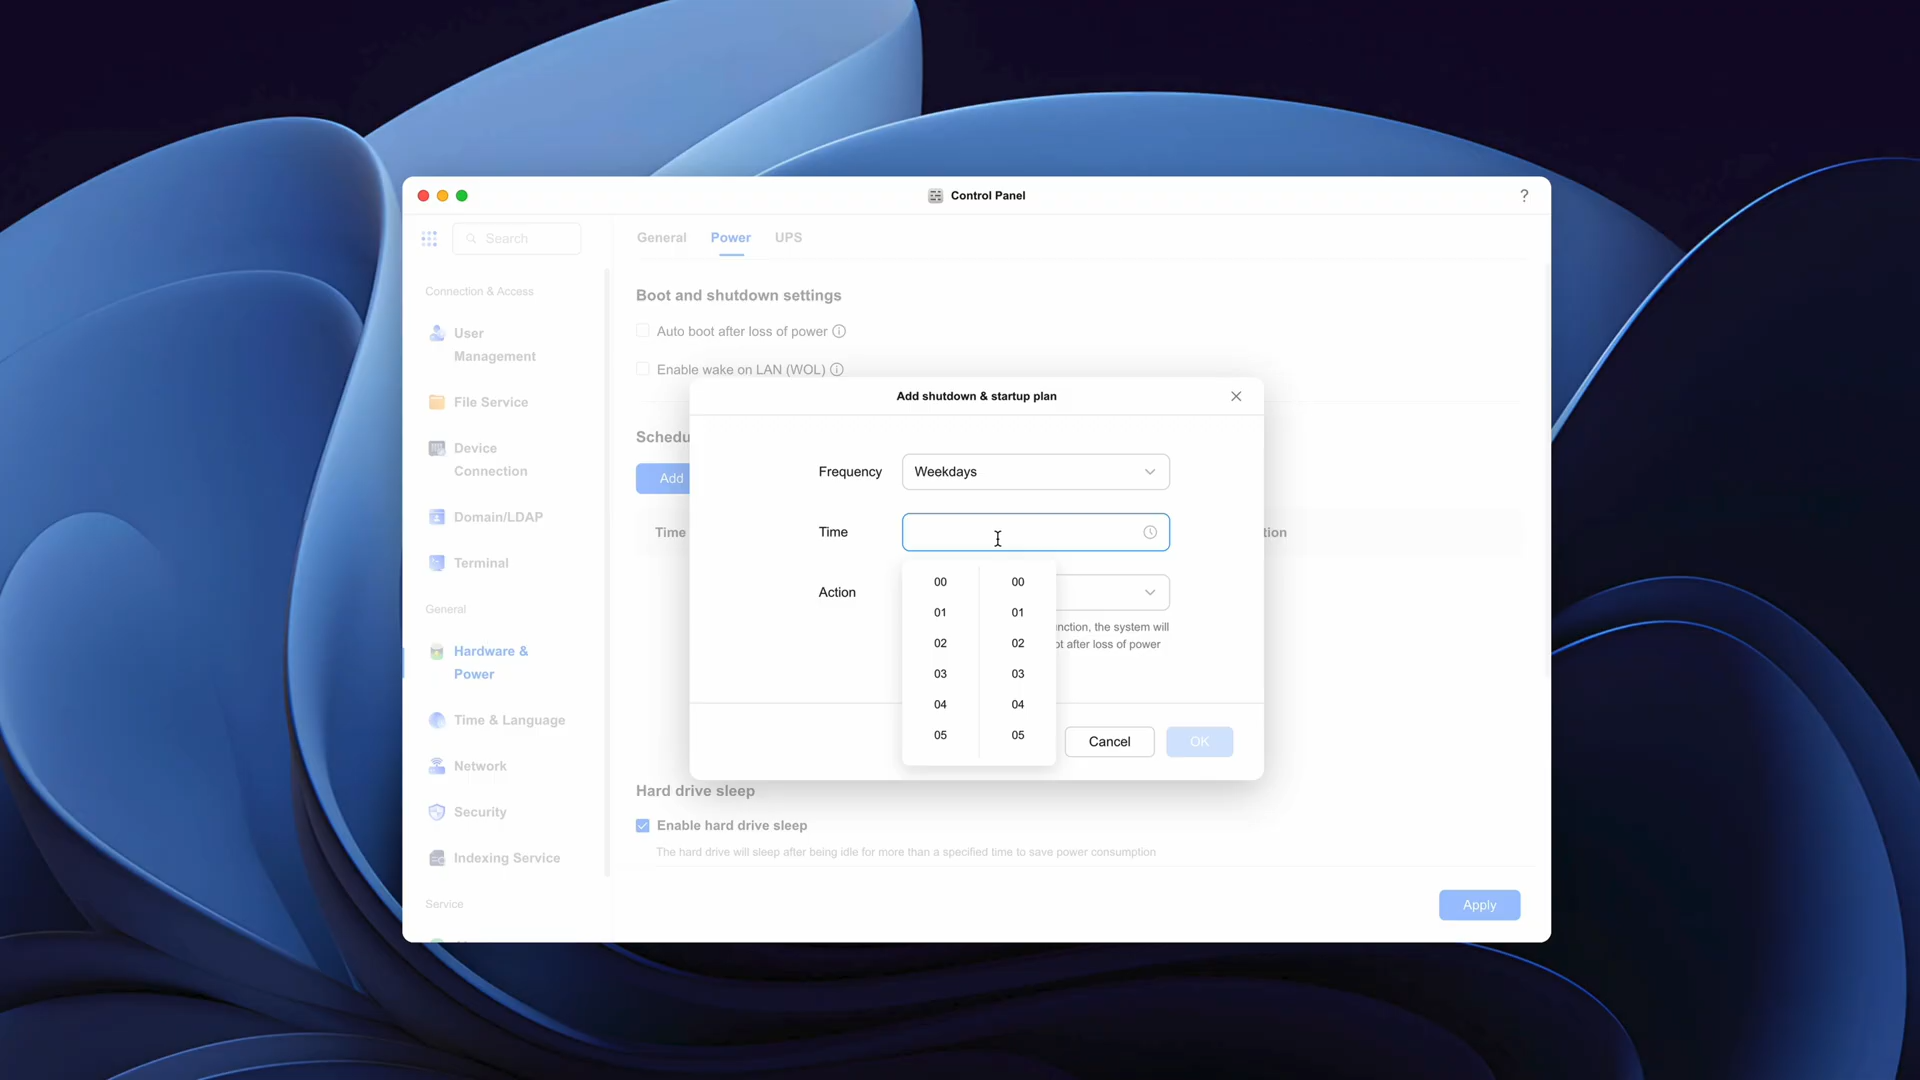 Control Panel
?
Search
General Power UPS
Connection & Access
User
Management
File Service
Device
Connection
Domain/LDAP
Terminal
General
Hardware &
Power
Time & Language
Network
Security
Indexing Service
Service
Boot and shutdown settings
Auto boot after loss of power
Enable wake on LAN (WOL)
Schedu
Add
Time
tion
Add shutdown & startup plan
Frequency Weekdays
Time
00 00
01 01
02 02
03 03
04 04
05 05
Action
nction, the system will
ot after loss of power
Cancel OK
Hard drive sleep
Enable hard drive sleep
The hard drive will sleep after being idle for more than a specified time to save power consumption
Apply